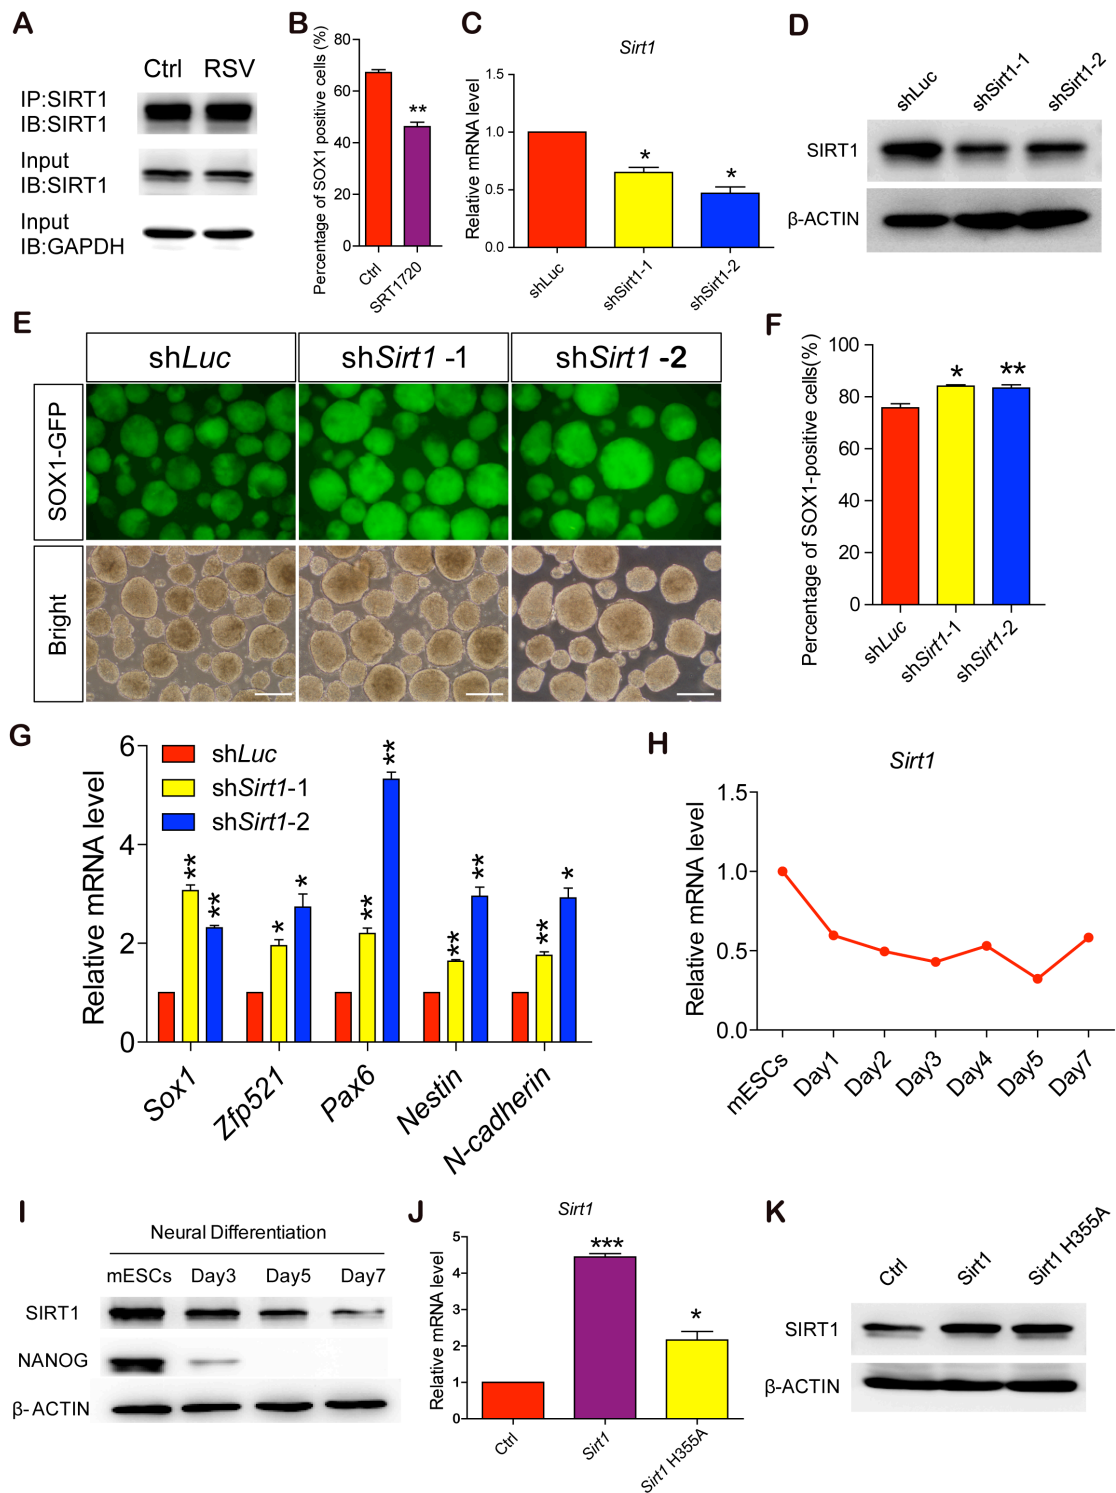 A
Ctrl RSV
IP:SIRT1
IB:SIRT1
Input
IB:SIRT1
Input
IB:GAPDH
B
Percentage of SOX1 positive cells (%)
80
60
40
20
0
Ctrl
SRT1720
**
C
Sirt1
Relative mRNA level
1.5
1.0
0.5
0.0
*
*
shLuc
shSirt1-1
shSirt1-2
D
shLuc
shSirt1-1
shSirt1-2
SIRT1
β-ACTIN
E
shLuc
shSirt1 -1
shSirt1 -2
SOX1-GFP
Bright
F
Percentage of SOX1-positive cells(%)
100
80
60
40
20
0
*
**
shLuc
shSirt1-1
shSirt1-2
G
Relative mRNA level
6
4
2
0
shLuc
shSirt1-1
shSirt1-2
**
**
*
*
**
**
**
**
**
*
Sox1
Zfp521
Pax6
Nestin
N-cadherin
H
Sirt1
Relative mRNA level
1.5
1.0
0.5
0.0
mESCs
Day1
Day2
Day3
Day4
Day5
Day7
I
Neural Differentiation
mESCs Day3 Day5 Day7
SIRT1
NANOG
β- ACTIN
J
Sirt1
Relative mRNA level
5
4
3
2
1
0
***
*
Ctrl
Sirt1
Sirt1 H355A
K
Ctrl
Sirt1
Sirt1 H355A
SIRT1
β-ACTIN